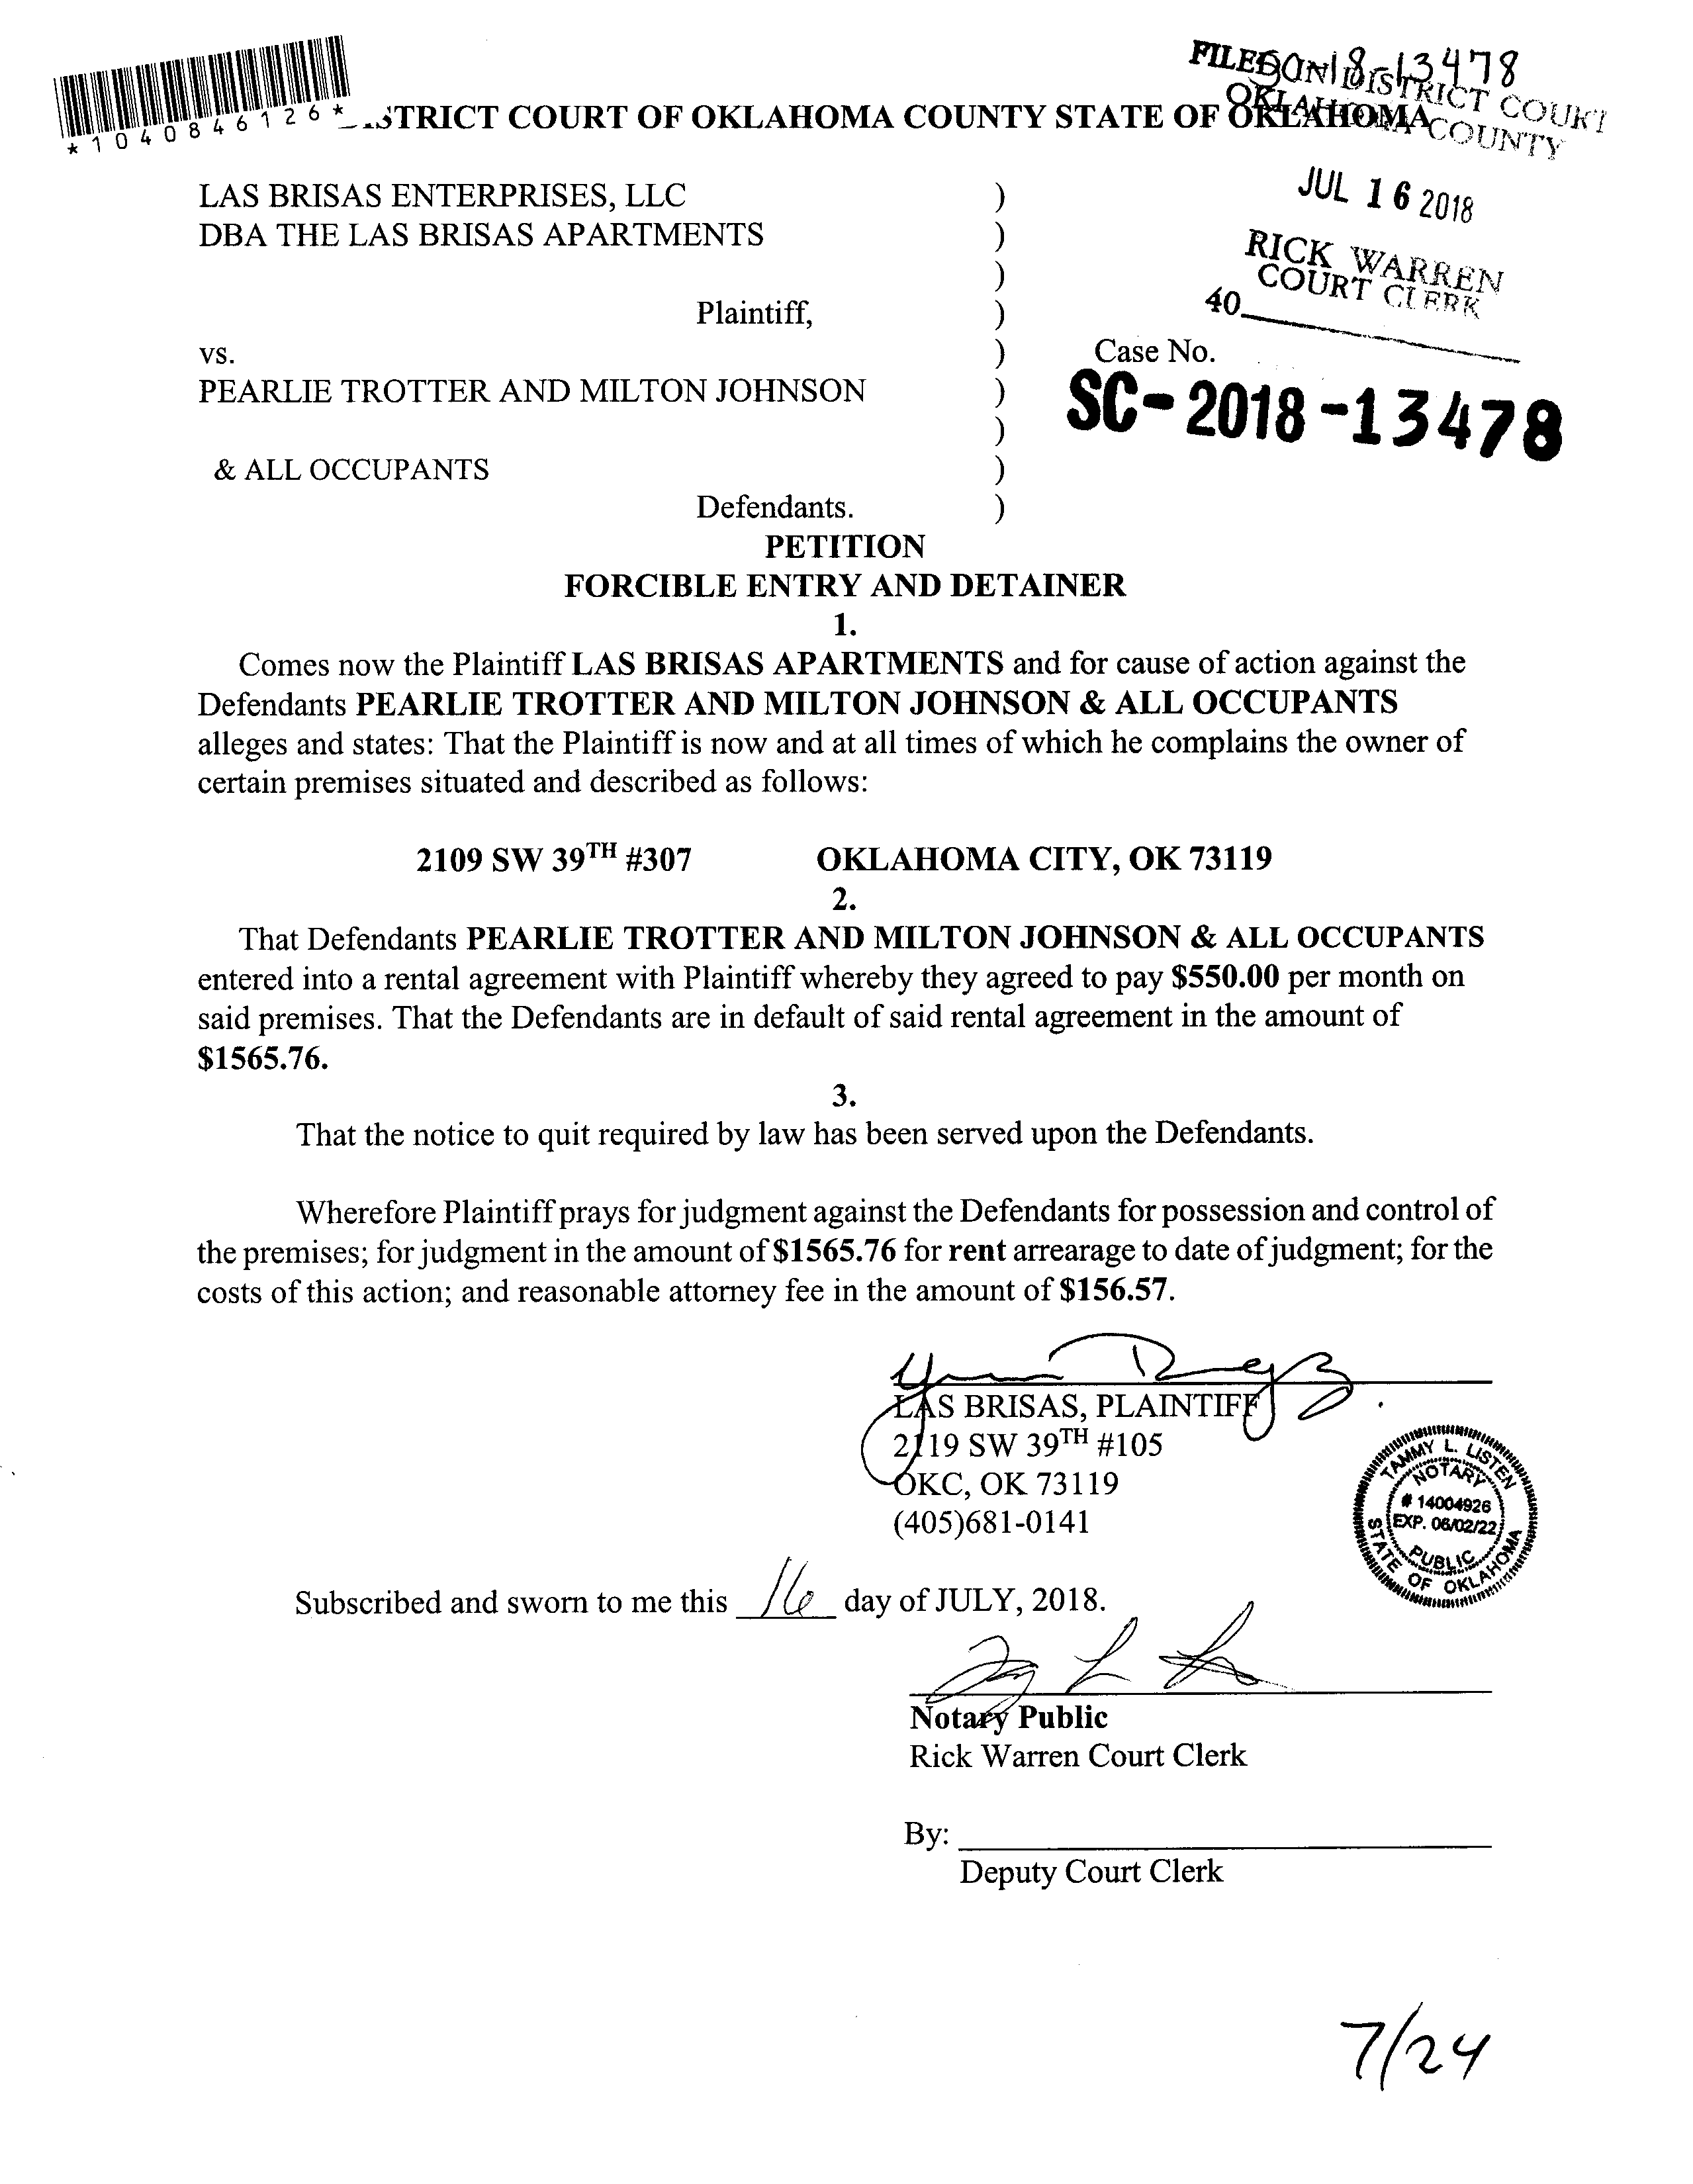 *1040846126*
FILED IN DISTRICT COURT
OKLAHOMA COUNTY
18-13478
STRICT COURT OF OKLAHOMA COUNTY STATE OF OKLAHOMA
JUL 16 2018
RICK WARREN
COURT CLERK
40
LAS BRISAS ENTERPRISES, LLC )
DBA THE LAS BRISAS APARTMENTS )
)
Plaintiff, )
vs. ) Case No.
PEARLIE TROTTER AND MILTON JOHNSON ) SC-2018-13478
)
& ALL OCCUPANTS )
Defendants. )
PETITION
FORCIBLE ENTRY AND DETAINER
1.
Comes now the Plaintiff LAS BRISAS APARTMENTS and for cause of action against the
Defendants PEARLIE TROTTER AND MILTON JOHNSON & ALL OCCUPANTS
alleges and states: That the Plaintiff is now and at all times of which he complains the owner of
certain premises situated and described as follows:
2109 SW 39TH #307 OKLAHOMA CITY, OK 73119
2.
That Defendants PEARLIE TROTTER AND MILTON JOHNSON & ALL OCCUPANTS
entered into a rental agreement with Plaintiff whereby they agreed to pay $550.00 per month on
said premises. That the Defendants are in default of said rental agreement in the amount of
$1565.76.
3.
That the notice to quit required by law has been served upon the Defendants.
Wherefore Plaintiff prays for judgment against the Defendants for possession and control of
the premises; for judgment in the amount of $1565.76 for rent arrearage to date of judgment; for the
costs of this action; and reasonable attorney fee in the amount of $156.57.
LAS BRISAS, PLAINTIFF
2119 SW 39TH #105
OKC, OK 73119
(405)681-0141
TAMMY L. LISTEN
NOTARY
# 14004926
EXP. 06/02/22
PUBLIC
STATE OF OKLAHOMA
Subscribed and sworn to me this 16 day of JULY, 2018.
Notary Public
Rick Warren Court Clerk
By:
Deputy Court Clerk
7/24